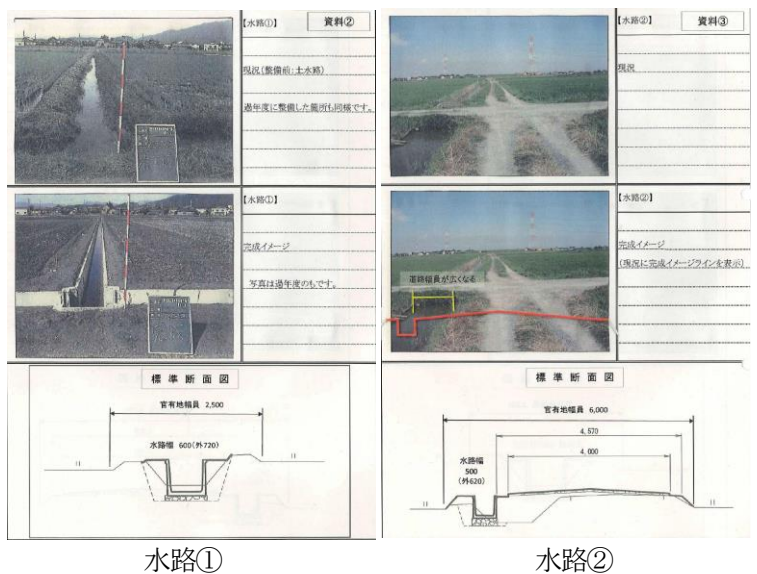 【水路①】
資料②
現況(整備前:土水路)
過年度に整備した箇所も同様です。
【水路①】
完成イメージ
写真は過年度のもです。
標準断面図
官有地幅員 2,500
水路幅 600(外720)
水路①
【水路②】
資料③
現況
【水路②】
完成イメージ
(現況に完成イメージラインを表示)
道路幅員が広くなる
標準断面図
官有地幅員 6,000
4,570
4,000
水路幅
500
(外620)
水路②